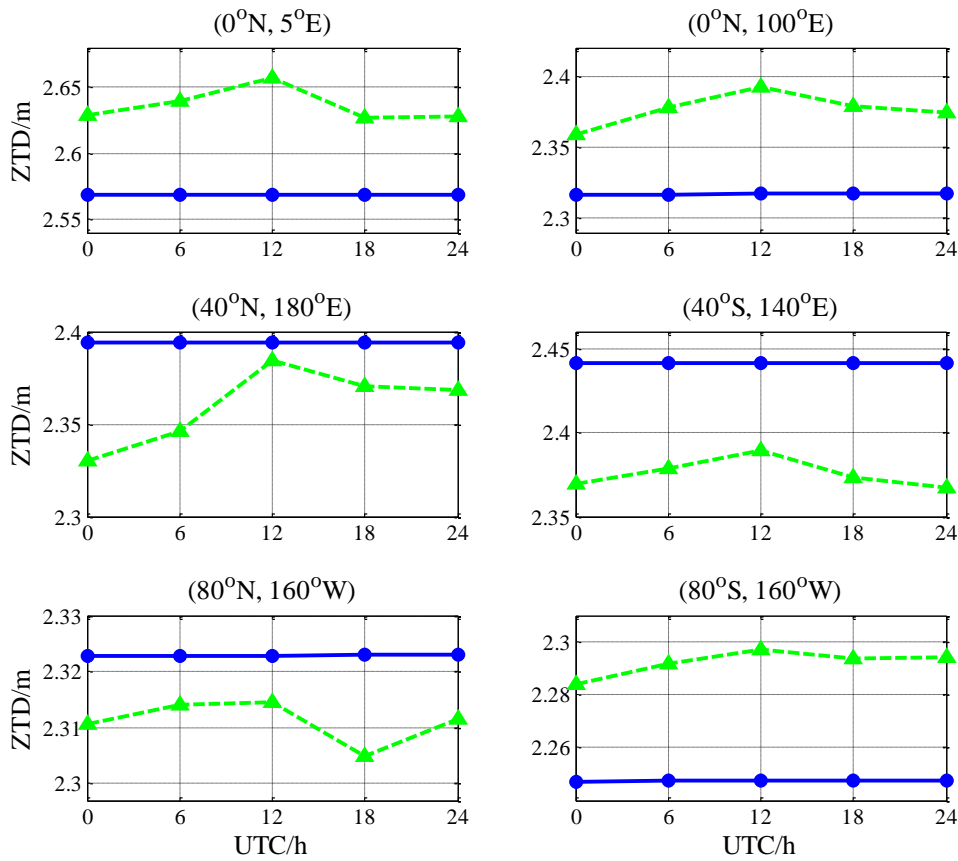 (0°N, 5°E)
ZTD/m
2.65
2.6
2.55
0 6 12 18 24
(0°N, 100°E)
2.4
2.35
2.3
0 6 12 18 24
(40°N, 180°E)
ZTD/m
2.4
2.35
2.3
0 6 12 18 24
(40°S, 140°E)
2.45
2.4
2.35
0 6 12 18 24
(80°N, 160°W)
ZTD/m
2.33
2.32
2.31
2.3
0 6 12 18 24
UTC/h
(80°S, 160°W)
2.3
2.28
2.26
0 6 12 18 24
UTC/h